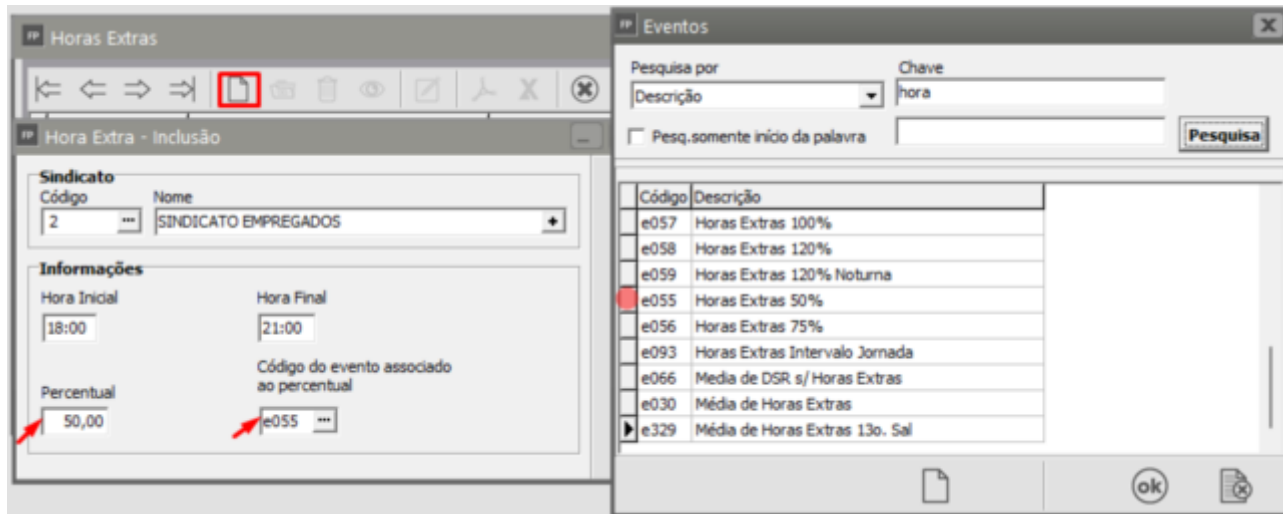 FP Horas Extras
FP Hora Extra - Inclusão
Sindicato
Código Nome
2 ... SINDICATO EMPREGADOS +
Informações
Hora Inicial Hora Final
18:00 21:00
Código do evento associado
ao percentual
Percentual
50,00 e055 ...
FP Eventos
Pesquisa por Chave
Descrição hora
Pesq.somente início da palavra Pesquisa
Código Descrição
e057 Horas Extras 100%
e058 Horas Extras 120%
e059 Horas Extras 120% Noturna
e055 Horas Extras 50%
e056 Horas Extras 75%
e093 Horas Extras Intervalo Jornada
e066 Media de DSR s/ Horas Extras
e030 Média de Horas Extras
e329 Média de Horas Extras 13o. Sal
ok